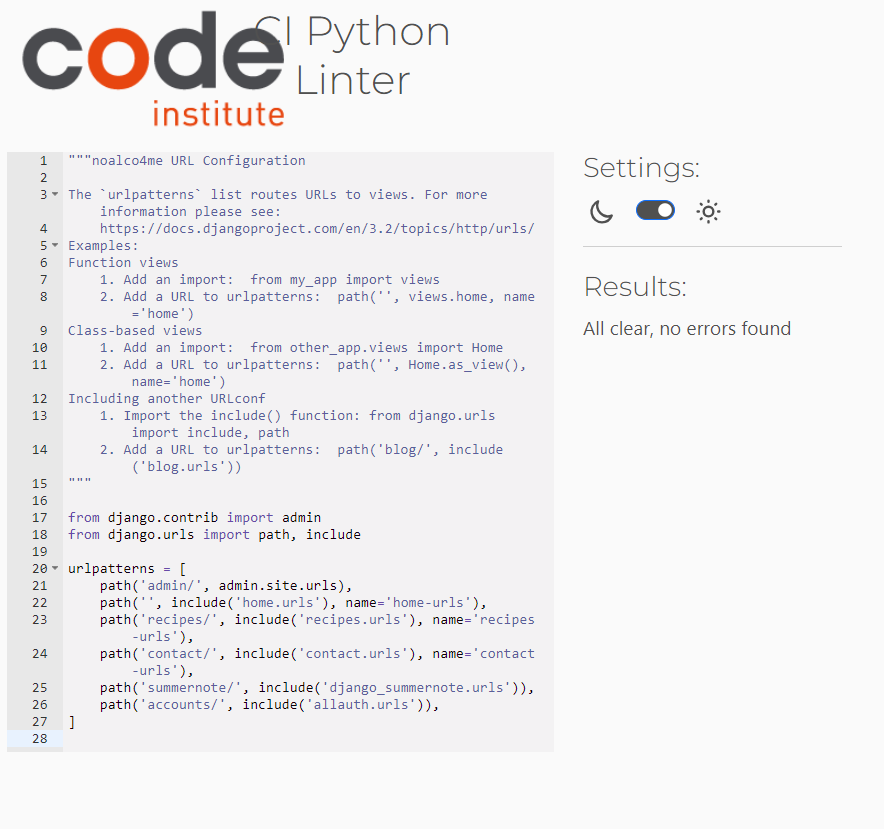 code
institute
CI Python
Linter
1 """noalco4me URL Configuration
2
3 The `urlpatterns` list routes URLs to views. For more
information please see:
4 https://docs.djangoproject.com/en/3.2/topics/http/urls/
5 Examples:
6 Function views
7 1. Add an import:  from my_app import views
8 2. Add a URL to urlpatterns:  path('', views.home, name
='home')
9 Class-based views
10 1. Add an import:  from other_app.views import Home
11 2. Add a URL to urlpatterns:  path('', Home.as_view(),
name='home')
12 Including another URLconf
13 1. Import the include() function: from django.urls
import include, path
14 2. Add a URL to urlpatterns:  path('blog/', include
('blog.urls'))
15 """
16
17 from django.contrib import admin
18 from django.urls import path, include
19
20 urlpatterns = [
21 path('admin/', admin.site.urls),
22 path('', include('home.urls'), name='home-urls'),
23 path('recipes/', include('recipes.urls'), name='recipes
-urls'),
24 path('contact/', include('contact.urls'), name='contact
-urls'),
25 path('summernote/', include('django_summernote.urls')),
26 path('accounts/', include('allauth.urls')),
27 ]
28
Settings:
Results:
All clear, no errors found